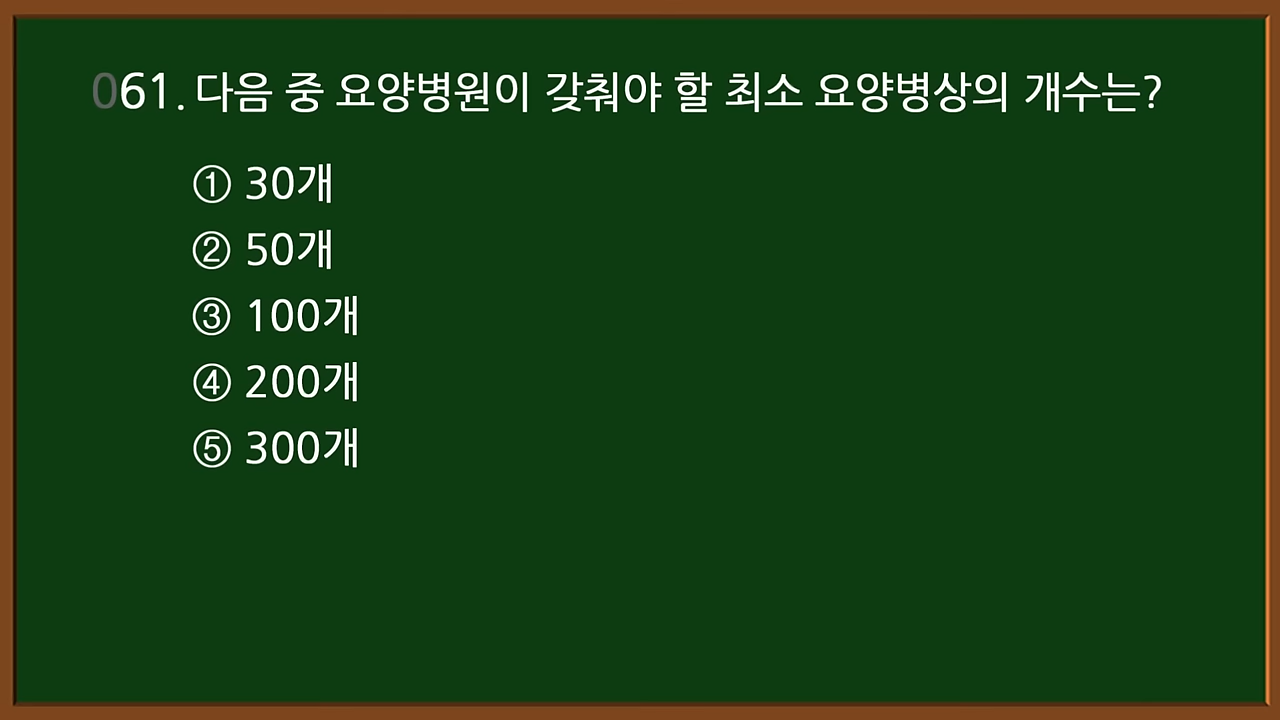 061. 다음 중 요양병원이 갖춰야 할 최소 요양병상의 개수는?
① 30개
② 50개
③ 100개
④ 200개
⑤ 300개